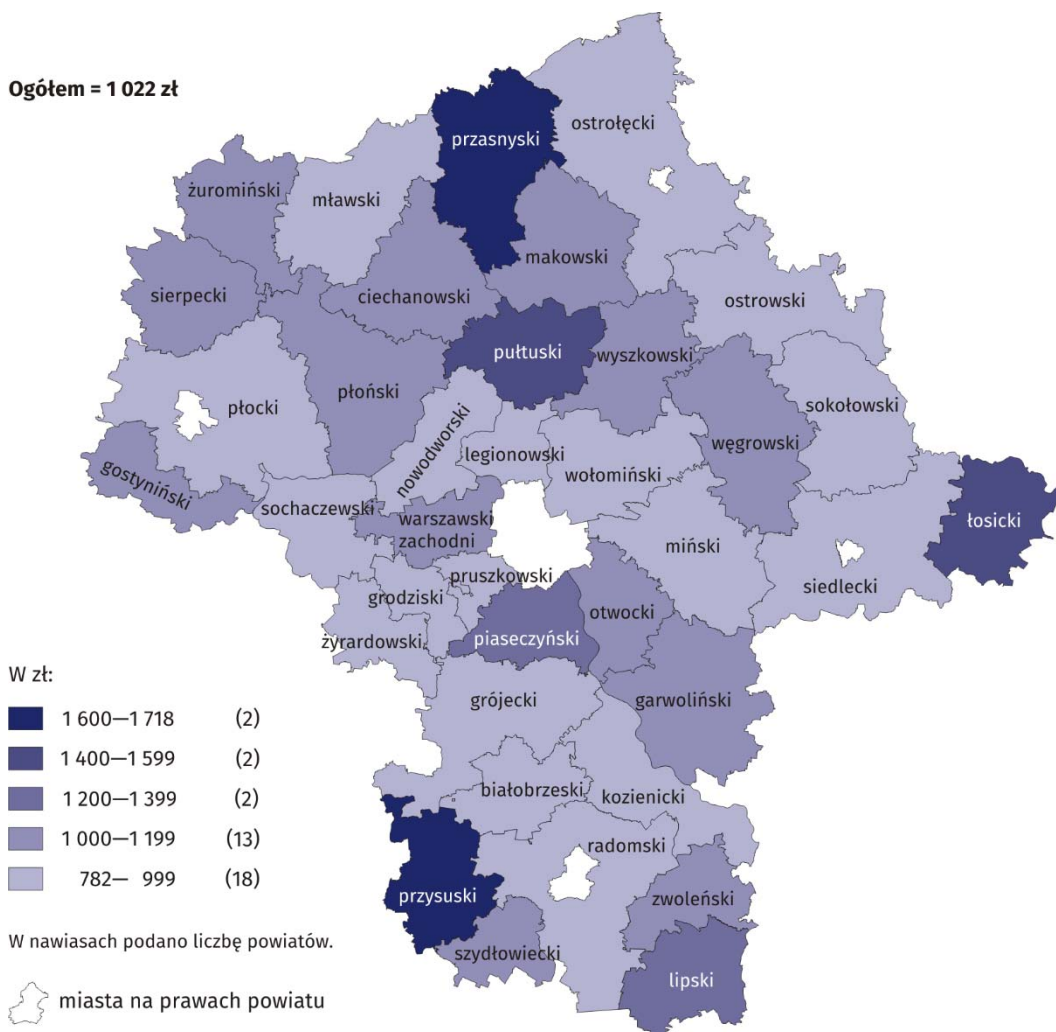 Ogółem = 1 022 zł
przasnyski
ostrołęcki
żuromiński
mławski
makowski
sierpecki
ciechanowski
ostrowski
pułtuski
wyszkowski
płoński
sokołowski
płocki
węgrowski
nowodworski
legionowski
wołomiński
gostyniński
sochaczewski
warszawski
zachodni
łosicki
miński
siedlecki
pruszkowski
grodziski
otwocki
żyrardowski
piaseczyński
grójecki
garwoliński
białobrzeski
kozienicki
radomski
przysuski
zwoleński
szydłowiecki
lipski
W zł:
1 600—1 718 (2)
1 400—1 599 (2)
1 200—1 399 (2)
1 000—1 199 (13)
782— 999 (18)
W nawiasach podano liczbę powiatów.
miasta na prawach powiatu